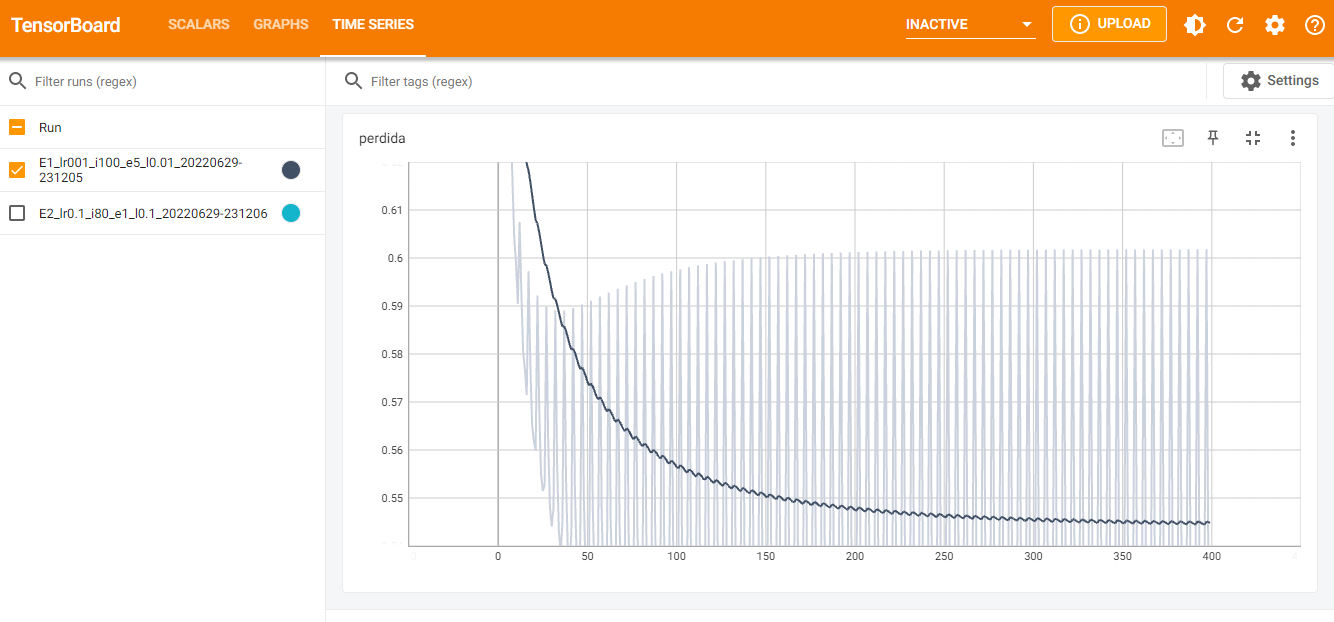 TensorBoard SCALARS GRAPHS TIME SERIES INACTIVE UPLOAD
Filter runs (regex) Filter tags (regex) Settings
Run
E1_lr001_i100_e5_l0.01_20220629-
231205
E2_lr0.1_i80_e1_l0.1_20220629-231206
perdida
0.61
0.6
0.59
0.58
0.57
0.56
0.55
0 50 100 150 200 250 300 350 400